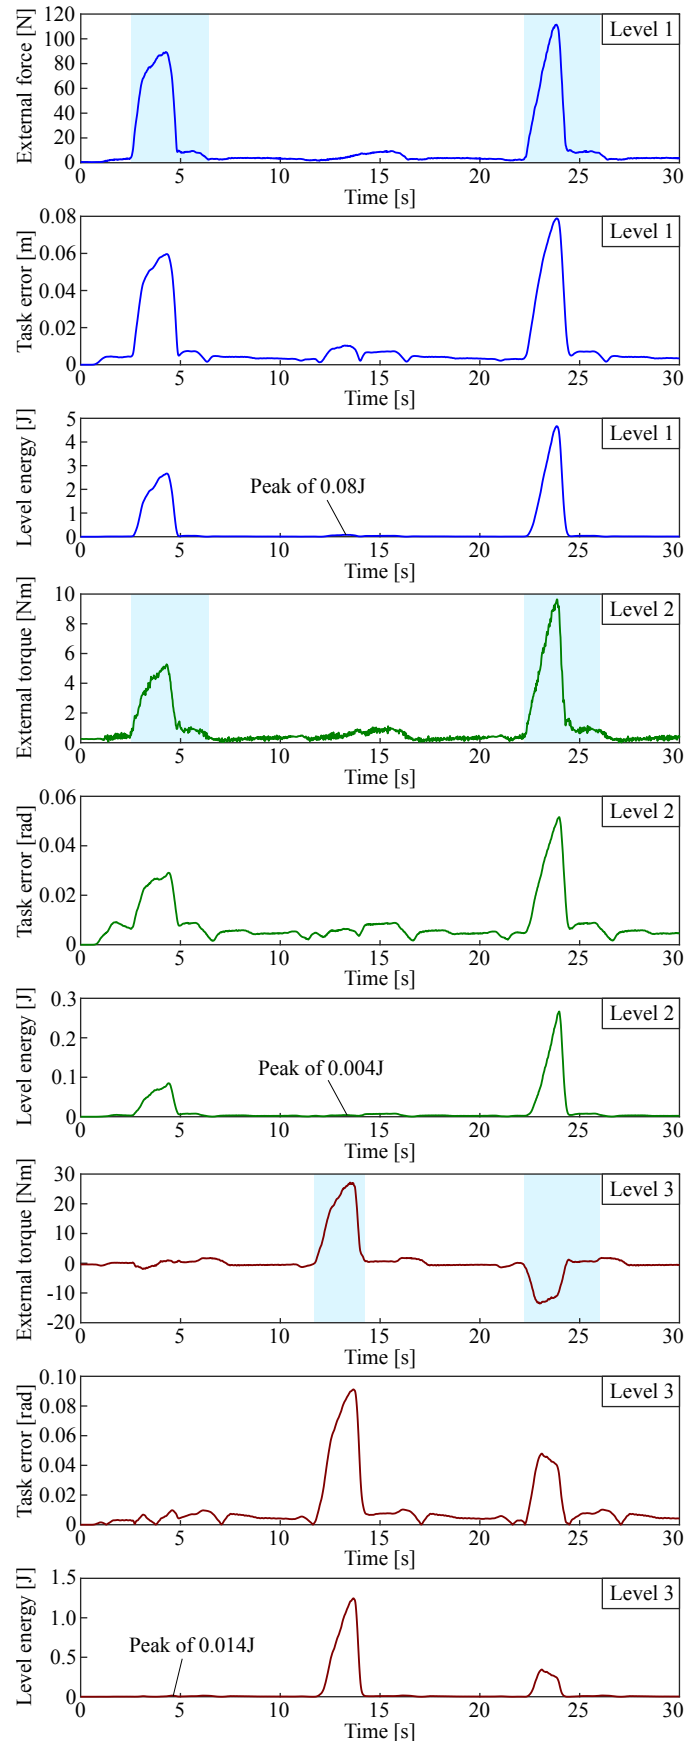 External force [N]
120
100
80
60
40
20
0
Level 1
0 5 10 15 20 25 30
Time [s]
Task error [m]
0.08
0.06
0.04
0.02
0
Level 1
0 5 10 15 20 25 30
Time [s]
Level energy [J]
5
4
3
2
1
0
Level 1
Peak of 0.08J
0 5 10 15 20 25 30
Time [s]
External torque [Nm]
10
8
6
4
2
0
Level 2
0 5 10 15 20 25 30
Time [s]
Task error [rad]
0.06
0.04
0.02
0
Level 2
0 5 10 15 20 25 30
Time [s]
Level energy [J]
0.3
0.2
0.1
0
Level 2
Peak of 0.004J
0 5 10 15 20 25 30
Time [s]
External torque [Nm]
30
20
10
0
-10
-20
Level 3
0 5 10 15 20 25 30
Time [s]
Task error [rad]
0.10
0.08
0.06
0.04
0.02
0
Level 3
0 5 10 15 20 25 30
Time [s]
Level energy [J]
1.5
1.0
0.5
0
Level 3
Peak of 0.014J
0 5 10 15 20 25 30
Time [s]